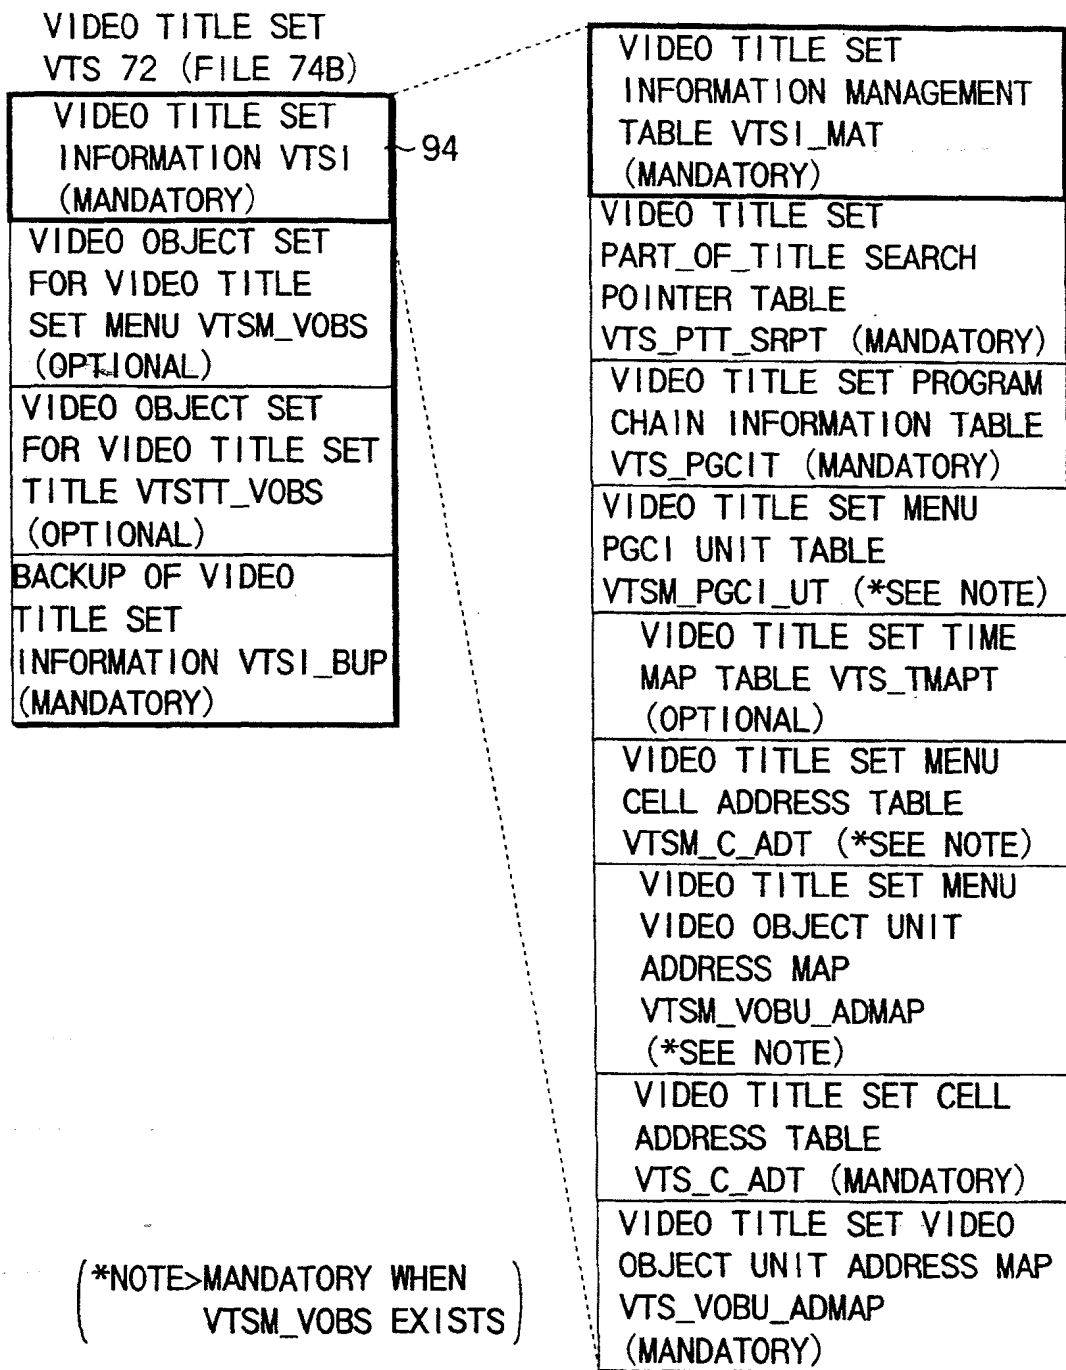 VIDEO TITLE SET
VTS 72 (FILE 74B)
VIDEO TITLE SET
INFORMATION VTSI
(MANDATORY)
94
VIDEO OBJECT SET
FOR VIDEO TITLE
SET MENU VTSM_VOBS
(OPTIONAL)
VIDEO OBJECT SET
FOR VIDEO TITLE SET
TITLE VTSTT_VOBS
(OPTIONAL)
BACKUP OF VIDEO
TITLE SET
INFORMATION VTSI_BUP
(MANDATORY)
VIDEO TITLE SET
INFORMATION MANAGEMENT
TABLE VTSI_MAT
(MANDATORY)
VIDEO TITLE SET
PART_OF_TITLE SEARCH
POINTER TABLE
VTS_PTT_SRPT (MANDATORY)
VIDEO TITLE SET PROGRAM
CHAIN INFORMATION TABLE
VTS_PGCIT (MANDATORY)
VIDEO TITLE SET MENU
PGCI UNIT TABLE
VTSM_PGCI_UT (*SEE NOTE)
VIDEO TITLE SET TIME
MAP TABLE VTS_TMAPT
(OPTIONAL)
VIDEO TITLE SET MENU
CELL ADDRESS TABLE
VTSM_C_ADT (*SEE NOTE)
VIDEO TITLE SET MENU
VIDEO OBJECT UNIT
ADDRESS MAP
VTSM_VOBU_ADMAP
(*SEE NOTE)
VIDEO TITLE SET CELL
ADDRESS TABLE
VTS_C_ADT (MANDATORY)
VIDEO TITLE SET VIDEO
OBJECT UNIT ADDRESS MAP
VTS_VOBU_ADMAP
(MANDATORY)
(*NOTE>MANDATORY WHEN
VTSM_VOBS EXISTS)